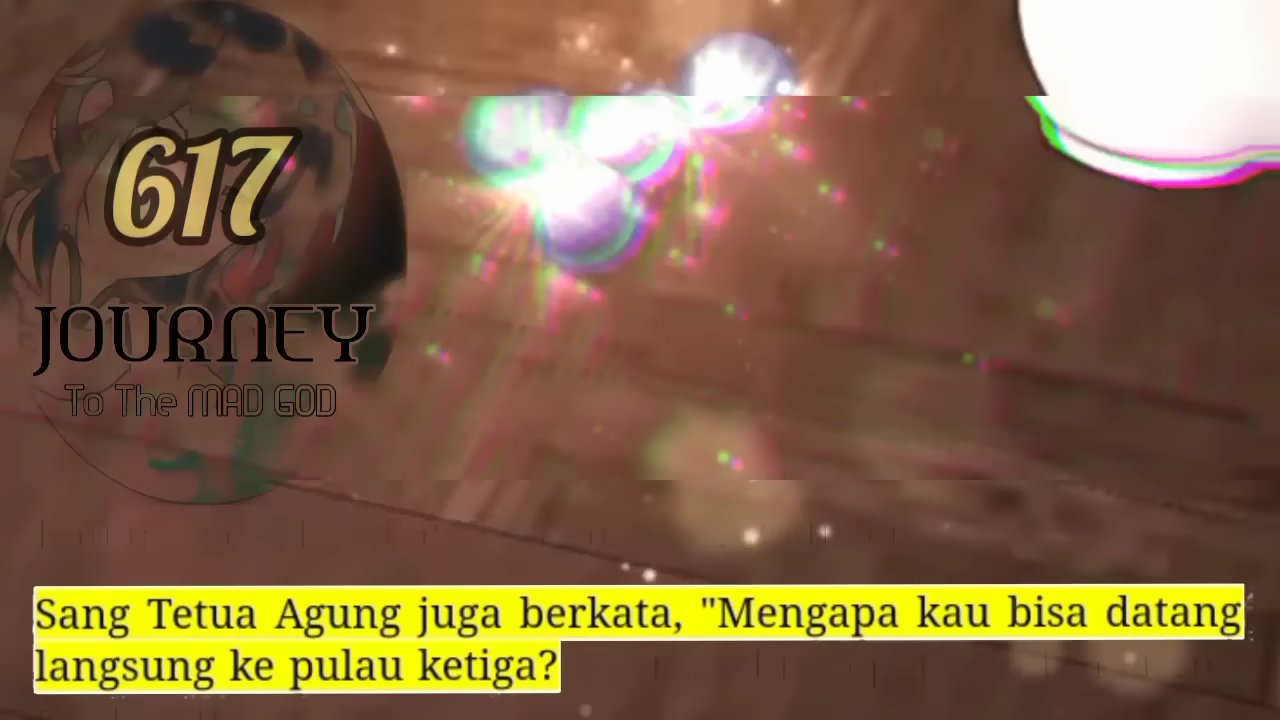 617
JOURNEY
To The MAD GOD
Sang Tetua Agung juga berkata, "Mengapa kau bisa datang
langsung ke pulau ketiga?